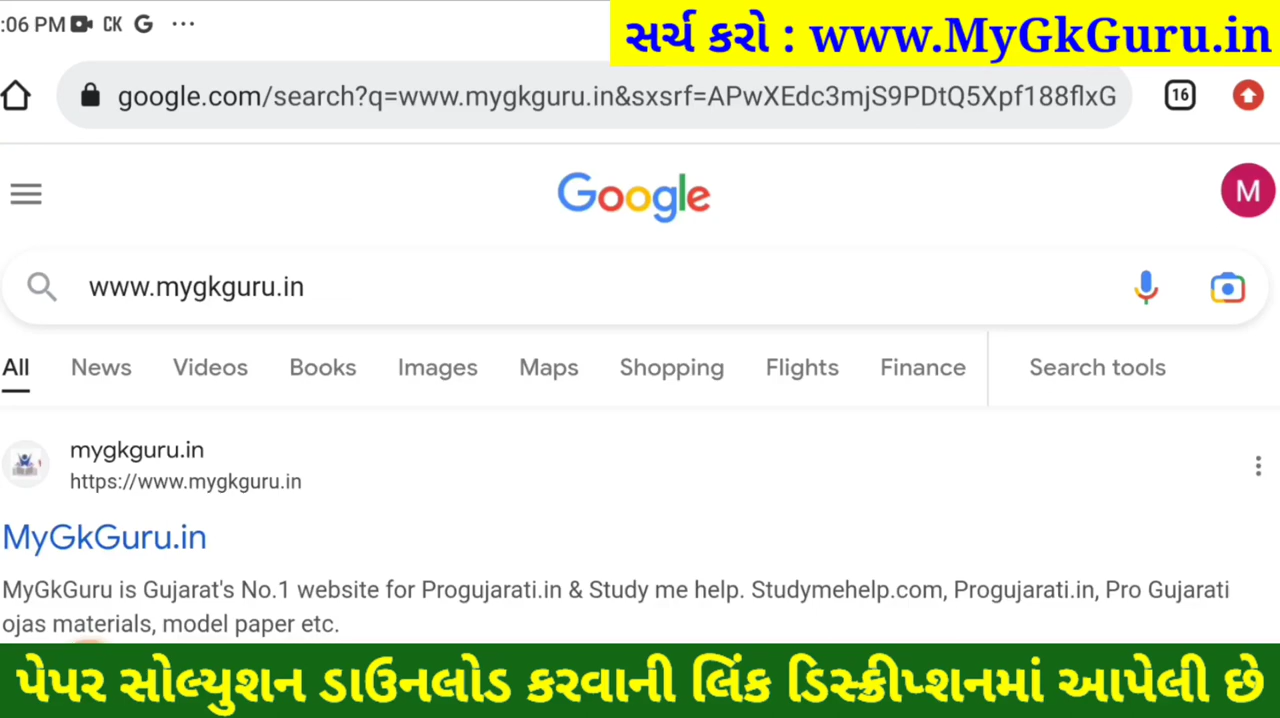 :06 PM CK G ...
સર્ચ કરો : www.MyGkGuru.in
google.com/search?q=www.mygkguru.in&sxsrf=APwXEdc3mjS9PDtQ5Xpf188flxG
16
Google
M
www.mygkguru.in
All News Videos Books Images Maps Shopping Flights Finance Search tools
mygkguru.in
https://www.mygkguru.in
MyGkGuru.in
MyGkGuru is Gujarat's No.1 website for Progujarati.in & Study me help. Studymehelp.com, Progujarati.in, Pro Gujarati
ojas materials, model paper etc.
પેપર સોલ્યુશન ડાઉનલોડ કરવાની લિંક ડિસ્ક્રીપ્શનમાં આપેલી છે